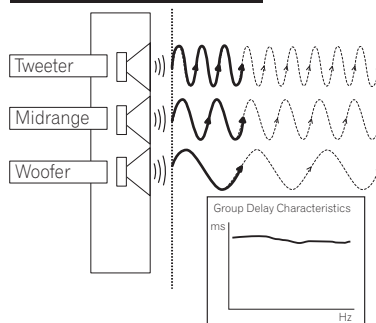 Tweeter
Midrange
Woofer
Group Delay Characteristics
ms
Hz